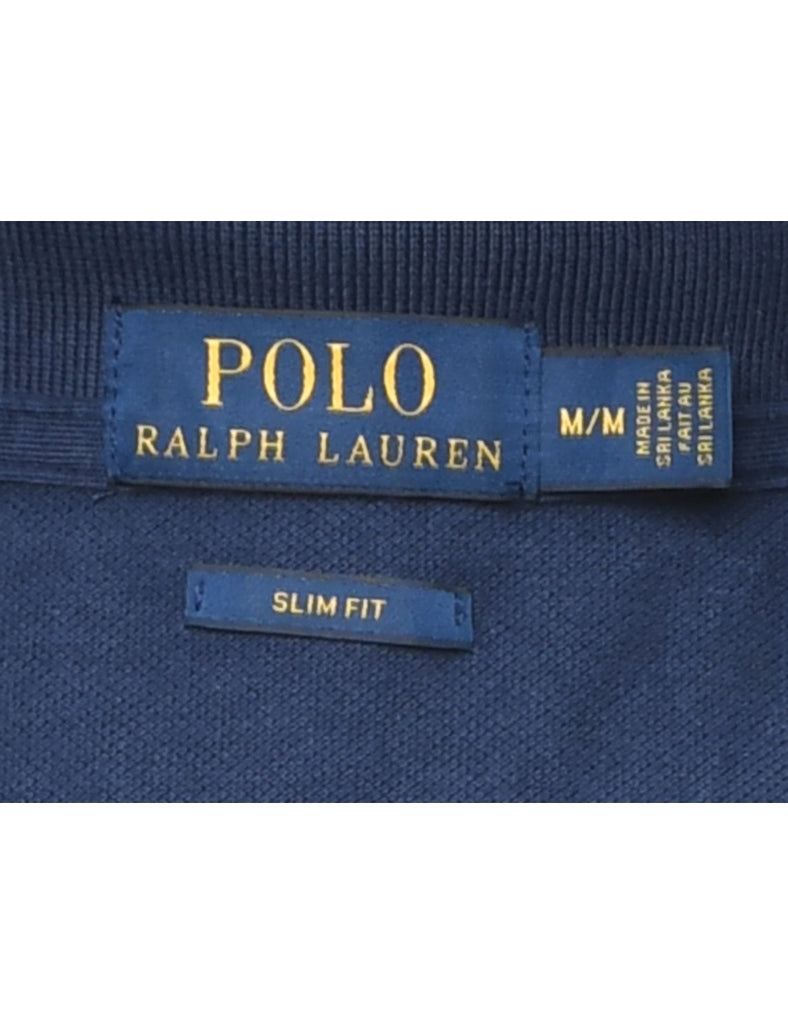 POLO
RALPH LAUREN
M/M
MADE IN
SRI LANKA
FAIT AU
SRI LANKA
SLIM FIT